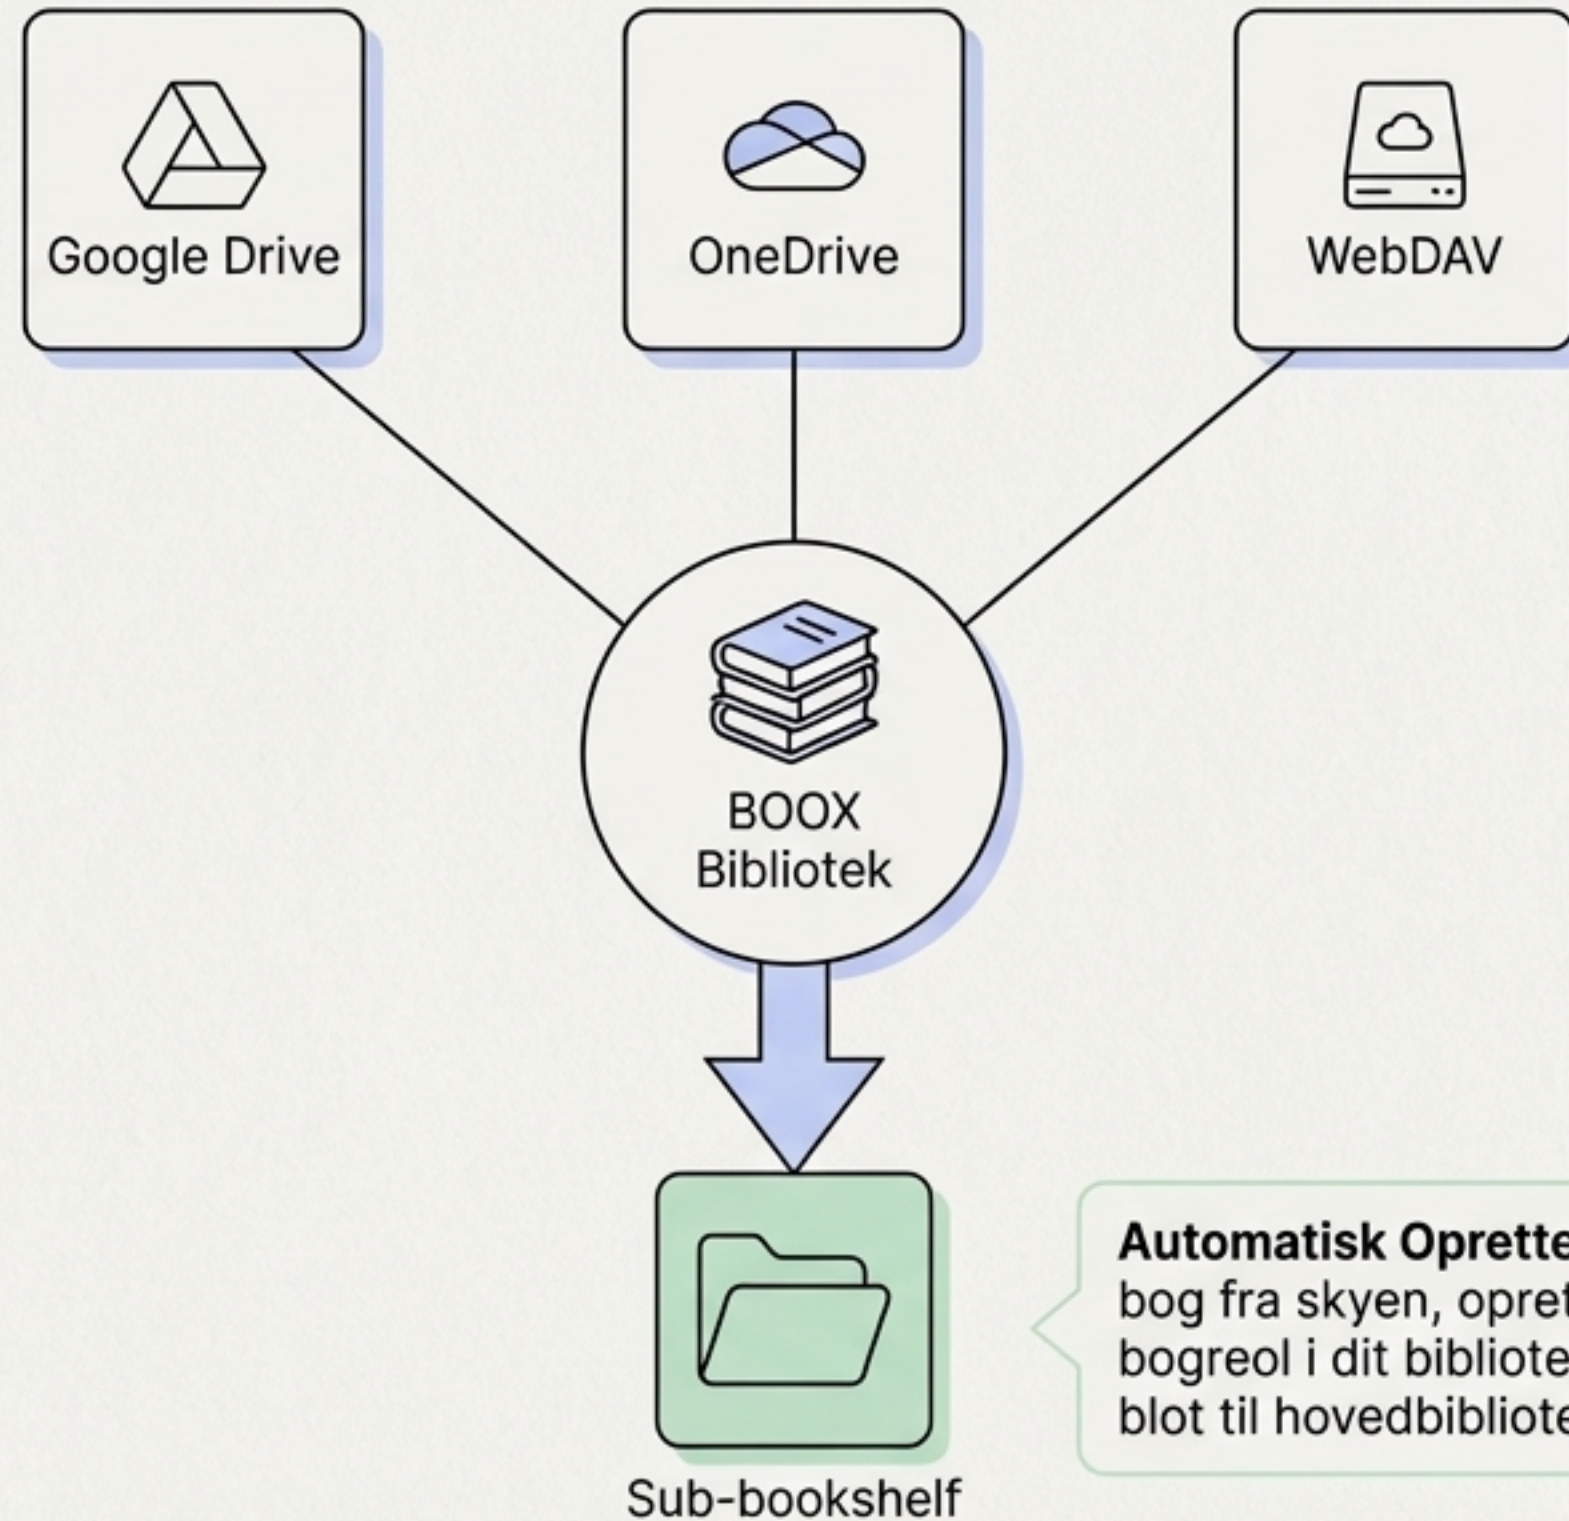 Google Drive
OneDrive
WebDAV
BOOX
Bibliotek
Automatisk
bog fra skyen,
bogreol i dit
blot til
Sub-bookshelf